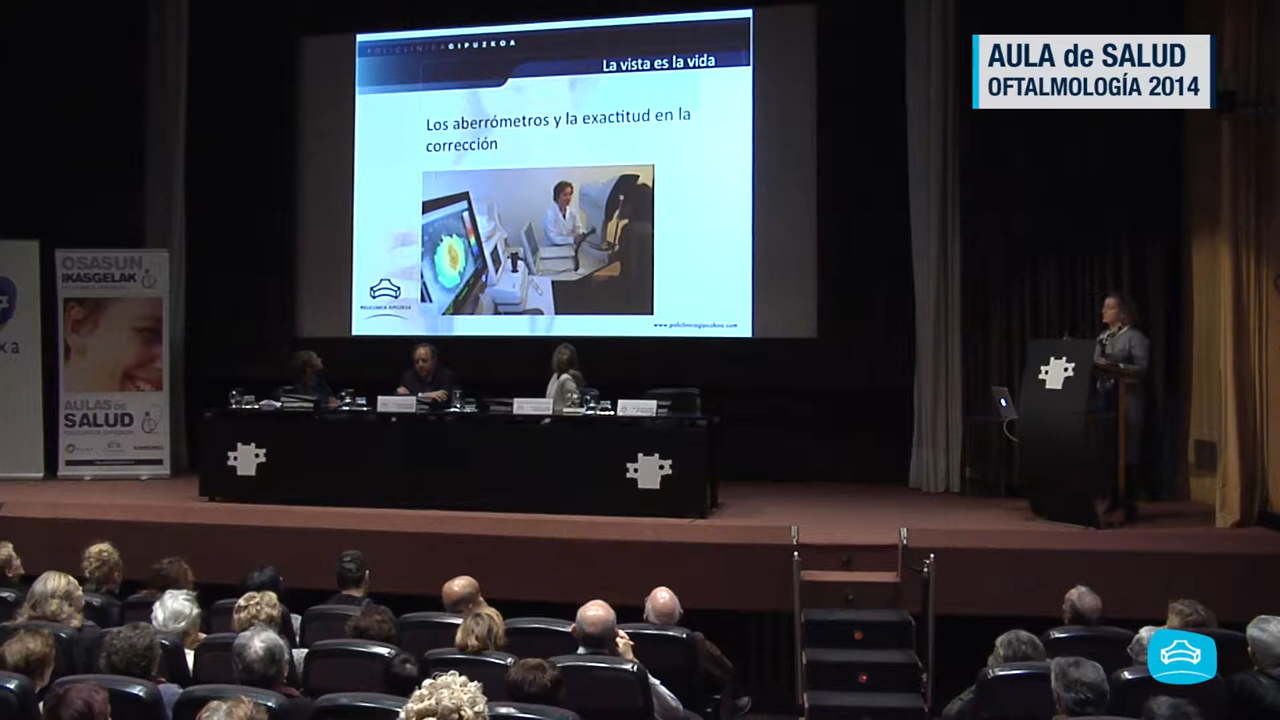 POLICLINICAGIPUZKOA
La vista es la vida
Los aberrómetros y la exactitud en la
corrección
POLICLINICA GIPUZKOA
www.policlinicagipuzkoa.com
AULA de SALUD
OFTALMOLOGÍA 2014
OSASUN
IKASGELAK
AULAS DE
SALUD